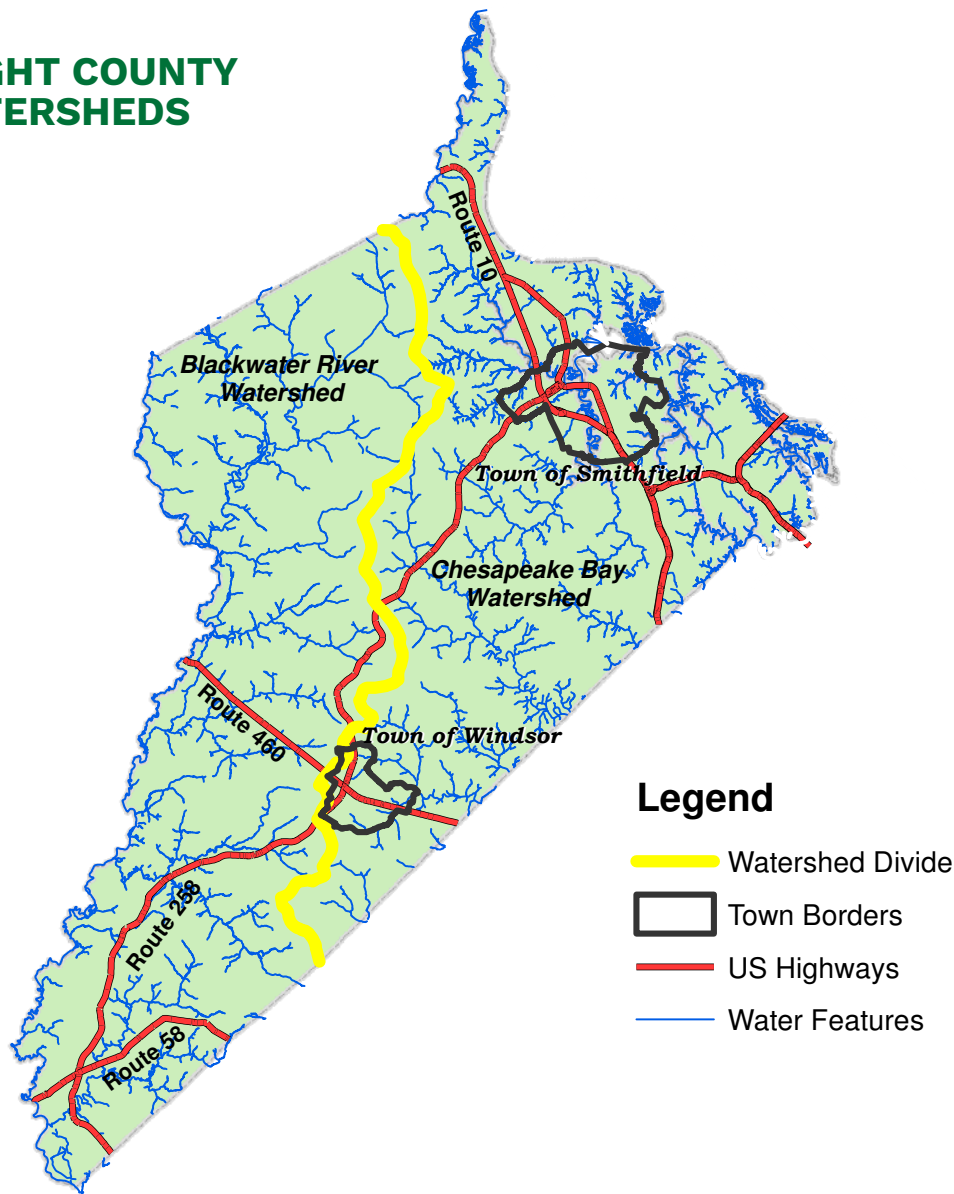 GHT COUNTY
TERSHEDS
Route 10
Blackwater River
Watershed
Town of Smithfield
Chesapeake Bay
Watershed
Route 460
Town of Windsor
Route 258
Route 58
Legend
Watershed Divide
Town Borders
US Highways
Water Features